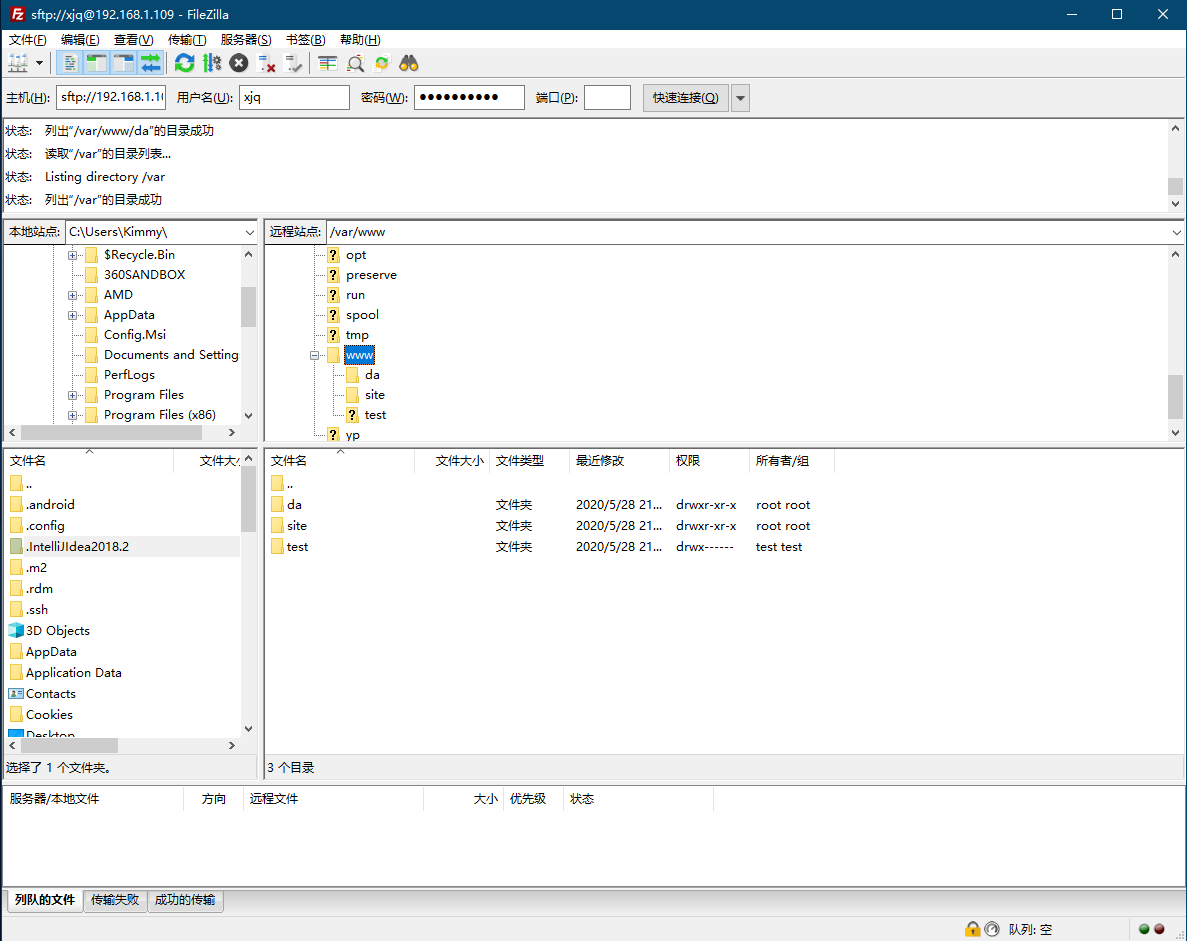 sftp://xjq@192.168.1.109 - FileZilla
文件(F) 编辑(E) 查看(V) 传输(T) 服务器(S) 书签(B) 帮助(H)
主机(H): sftp://192.168.1.10 用户名(U): xjq 密码(W): ●●●●●●●●●● 端口(P): 快速连接(Q)
状态: 列出“/var/www/da”的目录成功
状态: 读取“/var”的目录列表...
状态: Listing directory /var
状态: 列出“/var”的目录成功
本地站点: C:\Users\Kimmy\
$Recycle.Bin
360SANDBOX
AMD
AppData
Config.Msi
Documents and Setting
PerfLogs
Program Files
Program Files (x86)
远程站点: /var/www
? opt
? preserve
? run
? spool
? tmp
www
da
site
? test
? yp
文件名 文件大小
..
.android
.config
.IntelliJIdea2018.2
.m2
.rdm
.ssh
3D Objects
AppData
Application Data
Contacts
Cookies
Desktop
选择了 1 个文件夹。
文件名 文件大小 文件类型 最近修改 权限 所有者/组
..
da 文件夹 2020/5/28 21... drwxr-xr-x root root
site 文件夹 2020/5/28 21... drwxr-xr-x root root
test 文件夹 2020/5/28 21... drwx------ test test
3 个目录
服务器/本地文件 方向 远程文件 大小 优先级 状态
列队的文件 传输失败 成功的传输
队列: 空